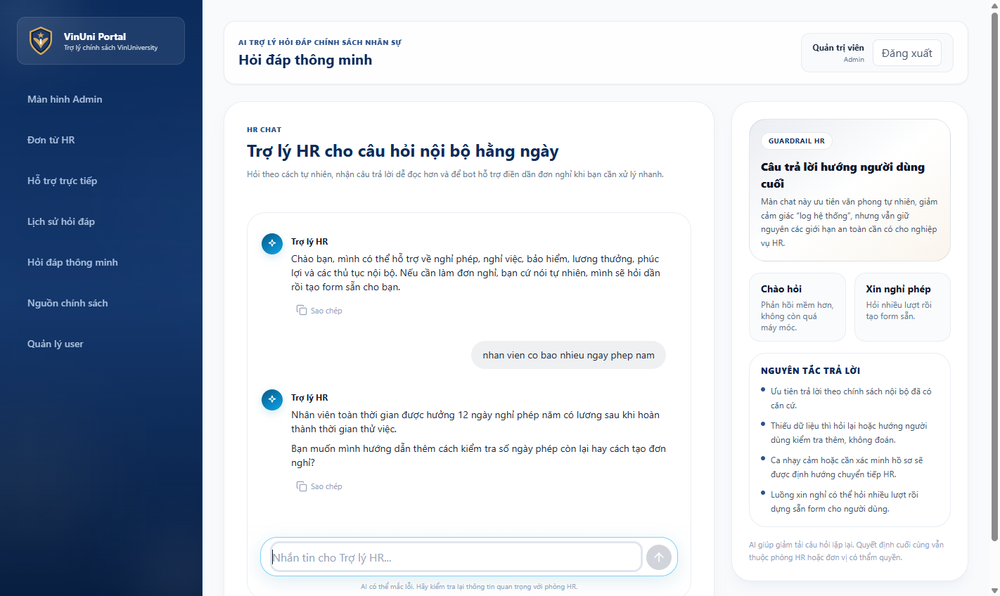 VinUni Portal
Trợ lý chính sách VinUniversity
Màn hình Admin
Đơn từ HR
Hỗ trợ trực tiếp
Lịch sử hỏi đáp
Hỏi đáp thông minh
Nguồn chính sách
Quản lý user
AI TRỢ LÝ HỎI ĐÁP CHÍNH SÁCH NHÂN SỰ
Hỏi đáp thông minh
Quản trị viên
Admin
Đăng xuất
HR CHAT
Trợ lý HR cho câu hỏi nội bộ hằng ngày
Hỏi theo cách tự nhiên, nhận câu trả lời dễ đọc hơn và để bot hỗ trợ điền dần đơn nghỉ khi bạn cần xử lý nhanh.
Trợ lý HR
Chào bạn, mình có thể hỗ trợ về nghỉ phép, nghỉ việc, bảo hiểm, lương thưởng, phúc
lợi và các thủ tục nội bộ. Nếu cần làm đơn nghỉ, bạn cứ nói tự nhiên, mình sẽ hỏi dần
rồi tạo form sẵn cho bạn.
Sao chép
nhan vien co bao nhieu ngay phep nam
Trợ lý HR
Nhân viên toàn thời gian được hưởng 12 ngày nghỉ phép năm có lương sau khi hoàn
thành thời gian thử việc.
Bạn muốn mình hướng dẫn thêm cách kiểm tra số ngày phép còn lại hay cách tạo đơn
nghỉ?
Sao chép
Nhắn tin cho Trợ lý HR...
AI có thể mắc lỗi. Hãy kiểm tra lại thông tin quan trọng với phòng HR.
GUARDRAIL HR
Câu trả lời hướng người dùng
cuối
Màn chat này ưu tiên văn phong tự nhiên, giảm
cảm giác “log hệ thống”, nhưng vẫn giữ
nguyên các giới hạn an toàn cần có cho nghiệp
vụ HR.
Chào hỏi
Phản hồi mềm hơn,
không còn quá
máy móc.
Xin nghỉ phép
Hỏi nhiều lượt rồi
tạo form sẵn.
NGUYÊN TẮC TRẢ LỜI
Ưu tiên trả lời theo chính sách nội bộ đã có
căn cứ.
Thiếu dữ liệu thì hỏi lại hoặc hướng người
dùng kiểm tra thêm, không đoán.
Ca nhạy cảm hoặc cần xác minh hồ sơ sẽ
được định hướng chuyển tiếp HR.
Luồng xin nghỉ có thể hỏi nhiều lượt rồi
dựng sẵn form cho người dùng.
AI giúp giảm tải câu hỏi lặp lại. Quyết định cuối cùng vẫn
thuộc phòng HR hoặc đơn vị có thẩm quyền.